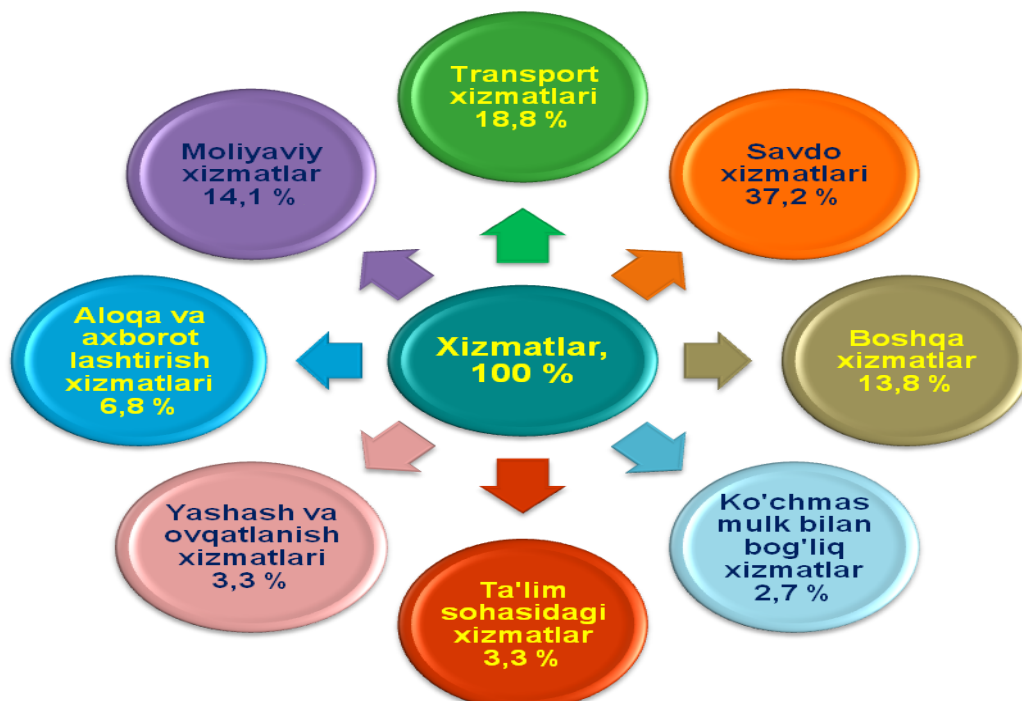 Transport
xizmatlari
18,8 %
Savdo
xizmatlari
37,2 %
Boshqa
xizmatlar
13,8 %
Ko'chmas
mulk bilan
bog'liq
xizmatlar
2,7 %
Ta'lim
sohasidagi
xizmatlar
3,3 %
Yashash va
ovqatlanish
xizmatlari
3,3 %
Aloqa va
axborot
lashtirish
xizmatlari
6,8 %
Moliyaviy
xizmatlar
14,1 %
Xizmatlar,
100 %